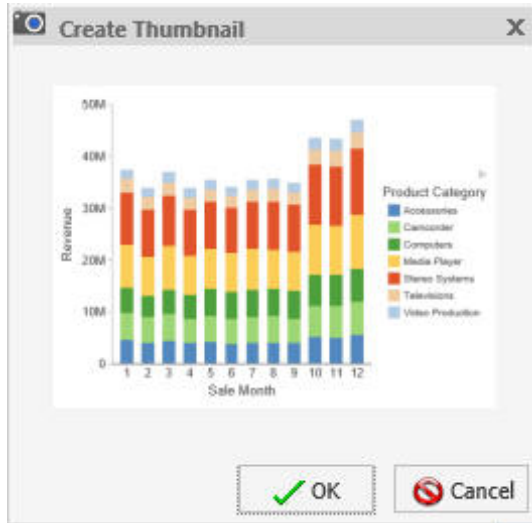 Create Thumbnail
X
50M
40M
30M
20M
10M
0
Revenue
1 2 3 4 5 6 7 8 9 10 11 12
Sale Month
Product Category
Accessories
Camcorder
Computers
Media Player
Stereo Systems
Televisions
Video Production
OK
Cancel